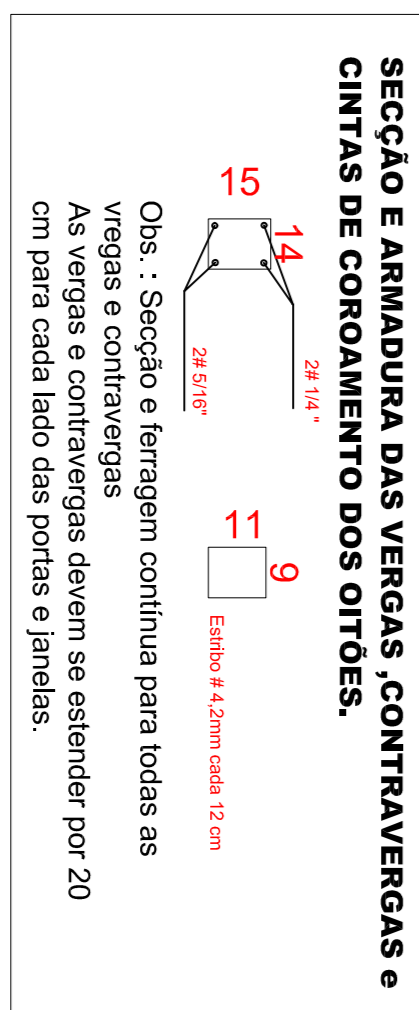 SECÇÃO E ARMADURA DAS VERGAS ,CONTRAVERGAS e
CINTAS DE COROAMENTO DOS OITÕES.
15
14
2# 1/4 "
2# 5/16"
11
9
Estribo # 4,2mm cada 12 cm
Obs. : Secção e ferragem contínua para todas as
vregas e contravergas
As vergas e contravergas devem se estender por 20
cm para cada lado das portas e janelas.